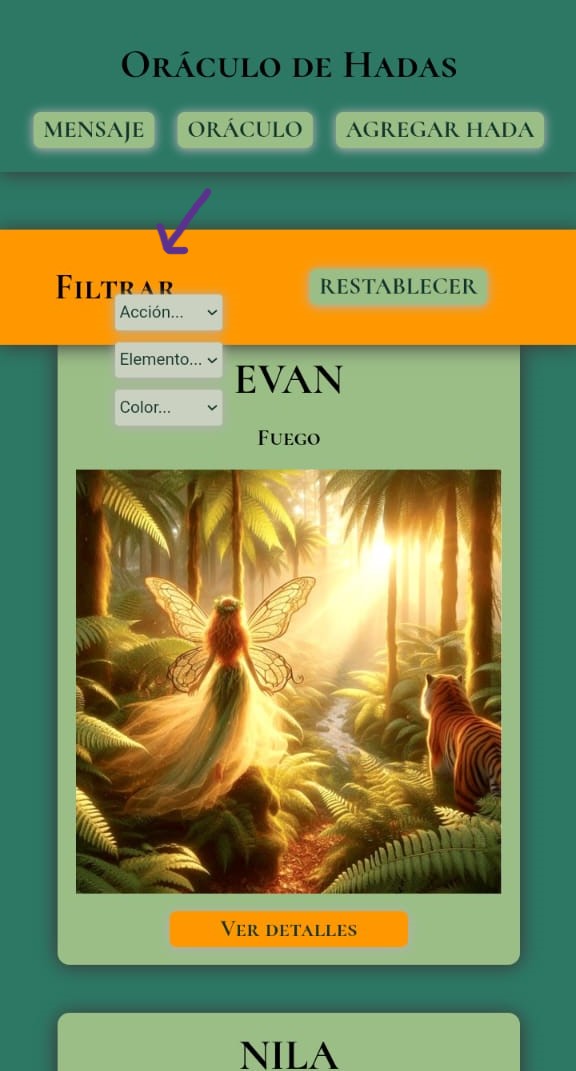 Oráculo de Hadas
MENSAJE ORÁCULO AGREGAR HADA
Filtrar RESTABLECER
Acción...
Elemento...
Color...
EVAN
Fuego
Ver detalles
NILA